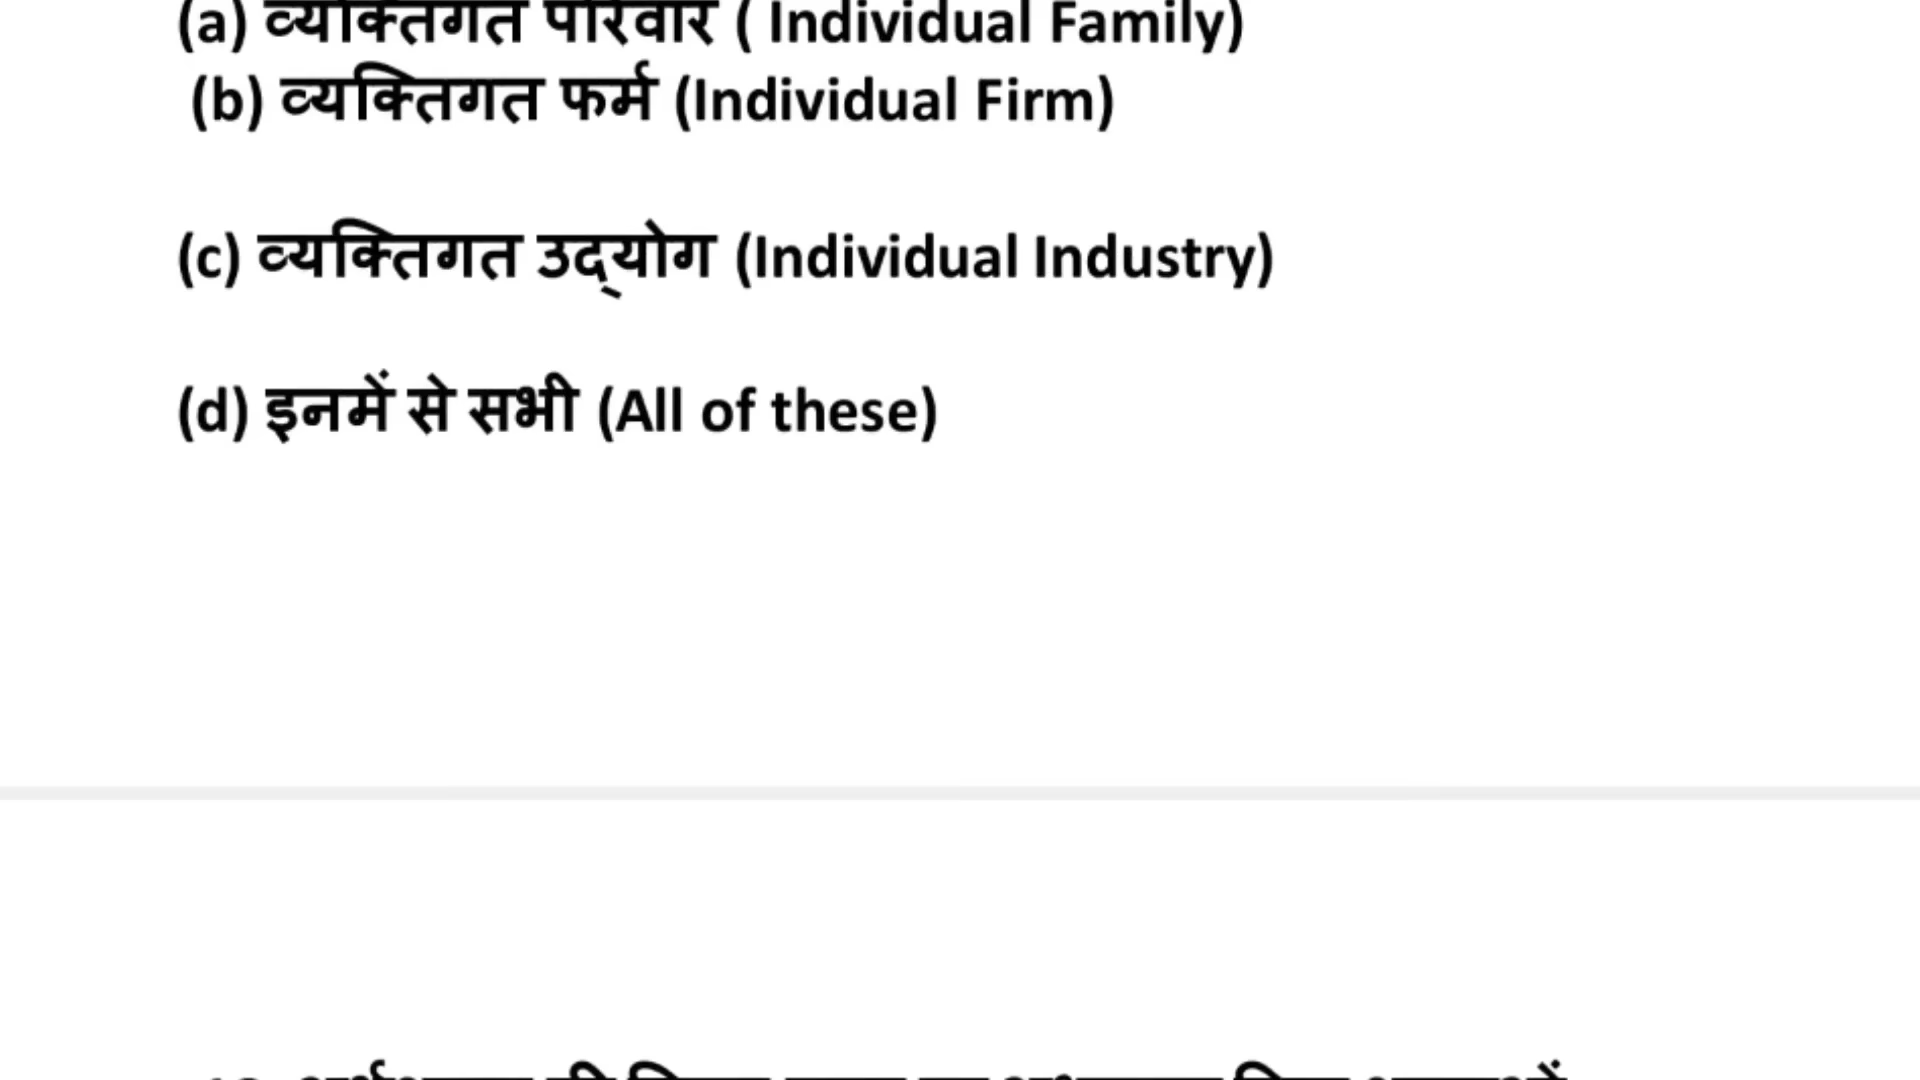 (a) व्यक्तिगत परिवार ( Individual Family)
(b) व्यक्तिगत फर्म (Individual Firm)
(c) व्यक्तिगत उद्‌योग (Individual Industry)
(d) इनमें से सभी (All of these)